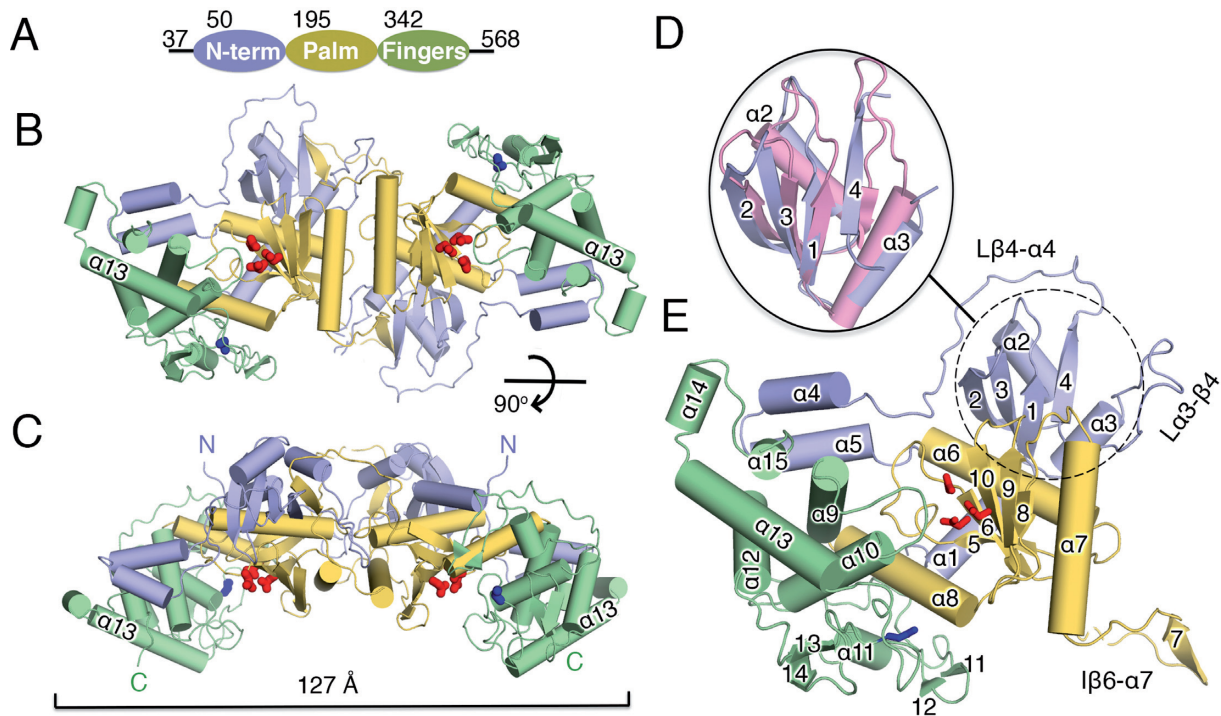 A
50 195 342
37 N-term Palm Fingers 568
B
α13
α13
90º
C
N N
α13
α13
C C
127 Å
D
α2
4
2
3
1
α3
E
Lβ4-α4
α2
4
3
2
1
α3
Lα3-β4
α14
α4
α5
α15
α6
10
9
8
α9
6
5
α13
α10
α7
α12
α1
α8
13
α11
14
11
12
7
Iβ6-α7